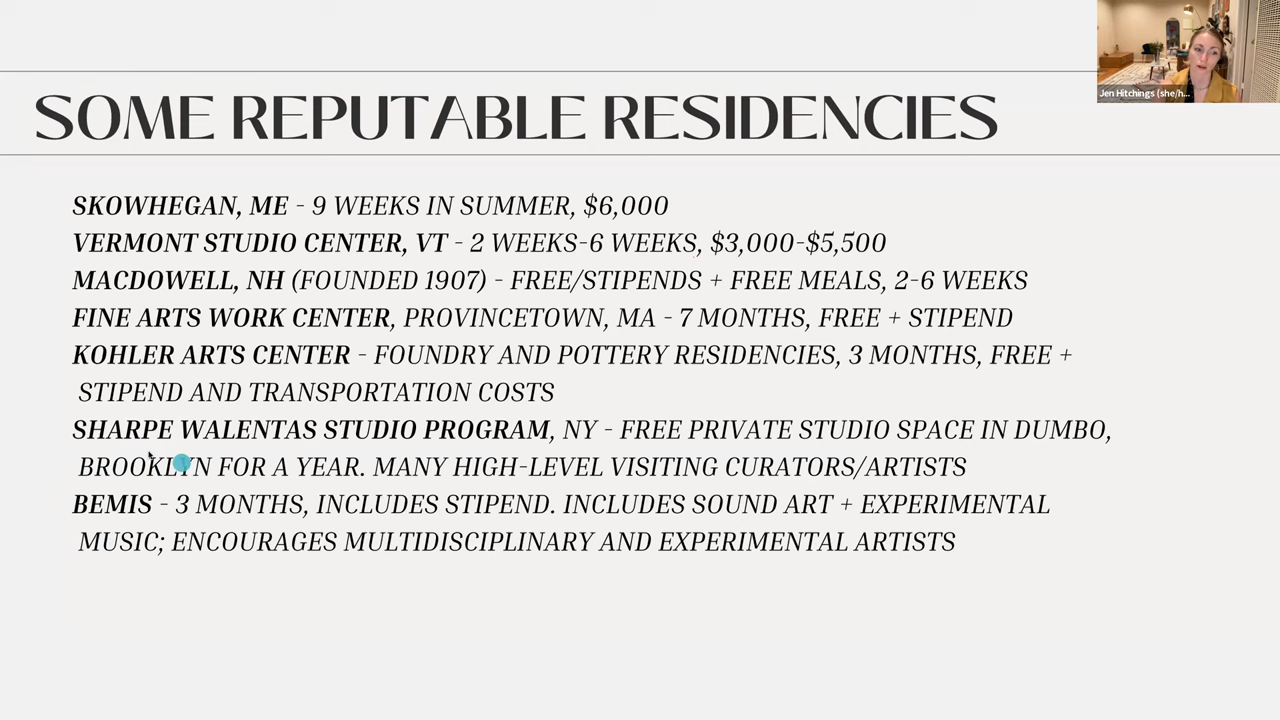 Jen Hitchings (she/h...
SOME REPUTABLE RESIDENCIES
SKOWHEGAN, ME - 9 WEEKS IN SUMMER, $6,000
VERMONT STUDIO CENTER, VT - 2 WEEKS-6 WEEKS, $3,000-$5,500
MACDOWELL, NH (FOUNDED 1907) - FREE/STIPENDS + FREE MEALS, 2-6 WEEKS
FINE ARTS WORK CENTER, PROVINCETOWN, MA - 7 MONTHS, FREE + STIPEND
KOHLER ARTS CENTER - FOUNDRY AND POTTERY RESIDENCIES, 3 MONTHS, FREE +
STIPEND AND TRANSPORTATION COSTS
SHARPE WALENTAS STUDIO PROGRAM, NY - FREE PRIVATE STUDIO SPACE IN DUMBO,
BROOKLYN FOR A YEAR. MANY HIGH-LEVEL VISITING CURATORS/ARTISTS
BEMIS - 3 MONTHS, INCLUDES STIPEND. INCLUDES SOUND ART + EXPERIMENTAL
MUSIC; ENCOURAGES MULTIDISCIPLINARY AND EXPERIMENTAL ARTISTS